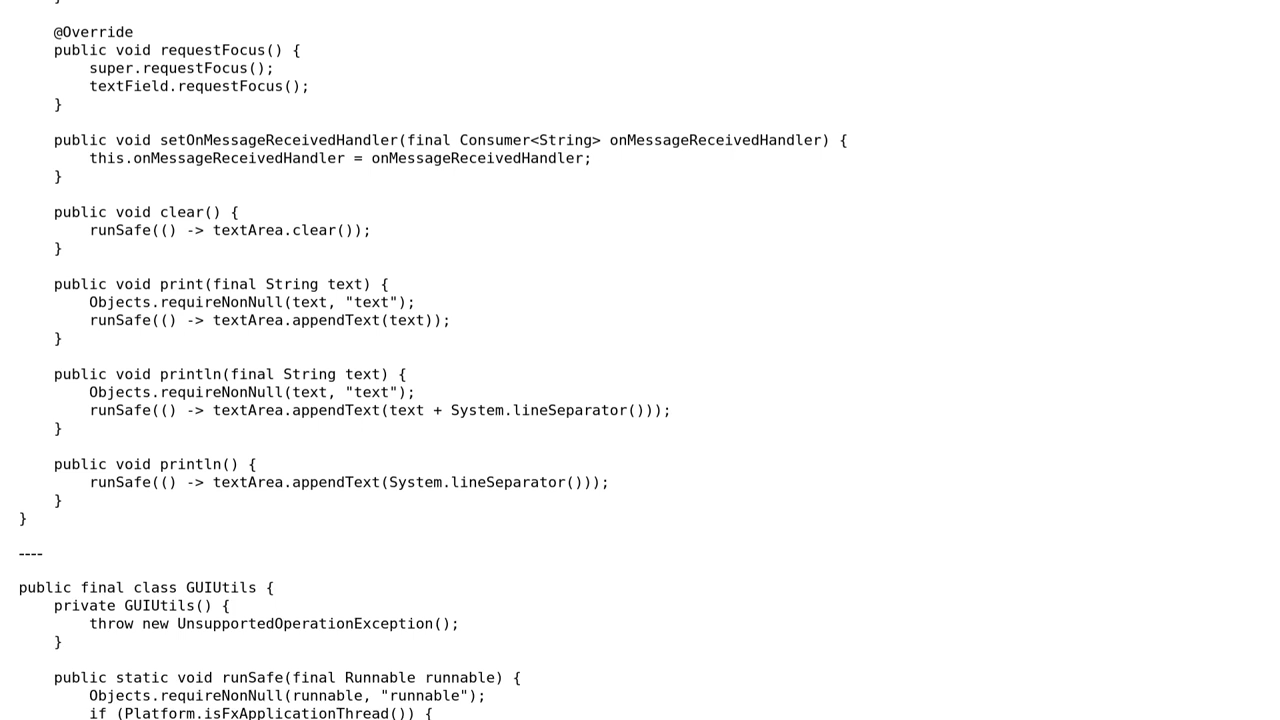 }
@Override
public void requestFocus() {
super.requestFocus();
textField.requestFocus();
}
public void setOnMessageReceivedHandler(final Consumer<String> onMessageReceivedHandler) {
this.onMessageReceivedHandler = onMessageReceivedHandler;
}
public void clear() {
runSafe(() -> textArea.clear());
}
public void print(final String text) {
Objects.requireNonNull(text, "text");
runSafe(() -> textArea.appendText(text));
}
public void println(final String text) {
Objects.requireNonNull(text, "text");
runSafe(() -> textArea.appendText(text + System.lineSeparator()));
}
public void println() {
runSafe(() -> textArea.appendText(System.lineSeparator()));
}
}
----
public final class GUIUtils {
private GUIUtils() {
throw new UnsupportedOperationException();
}
public static void runSafe(final Runnable runnable) {
Objects.requireNonNull(runnable, "runnable");
if (Platform.isFxApplicationThread()) {